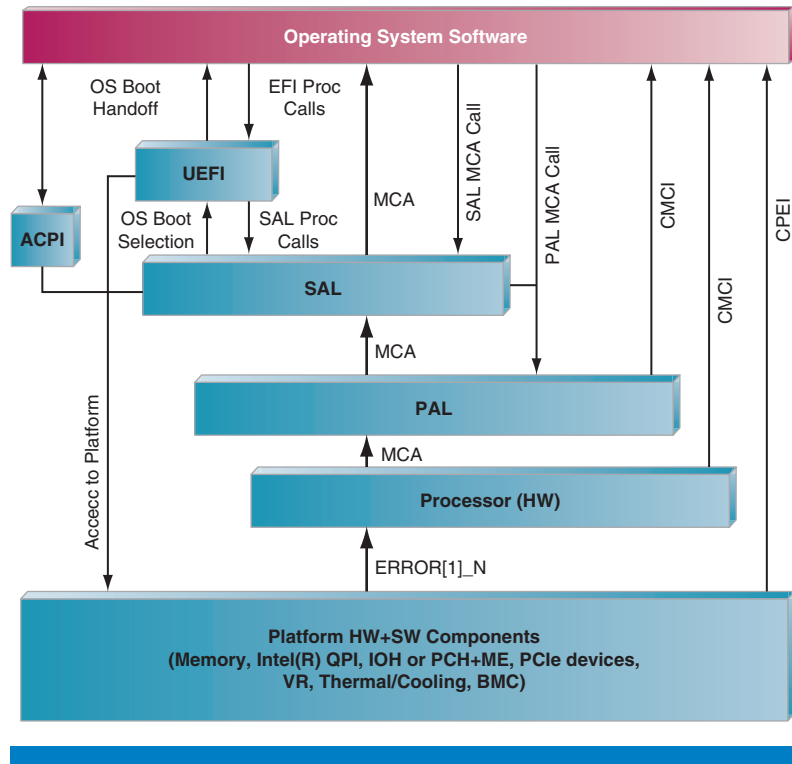 Operating System Software
OS Boot
Handoff
EFI Proc
Calls
UEFI
ACPI
OS Boot
Selection
SAL Proc
Calls
MCA
SAL MCA Call
PAL MCA Call
CMCI
CMCI
CPEI
SAL
MCA
PAL
MCA
Processor (HW)
Accecc to Platform
ERROR[1]_N
Platform HW+SW Components
(Memory, Intel(R) QPI, IOH or PCH+ME, PCIe devices,
VR, Thermal/Cooling, BMC)